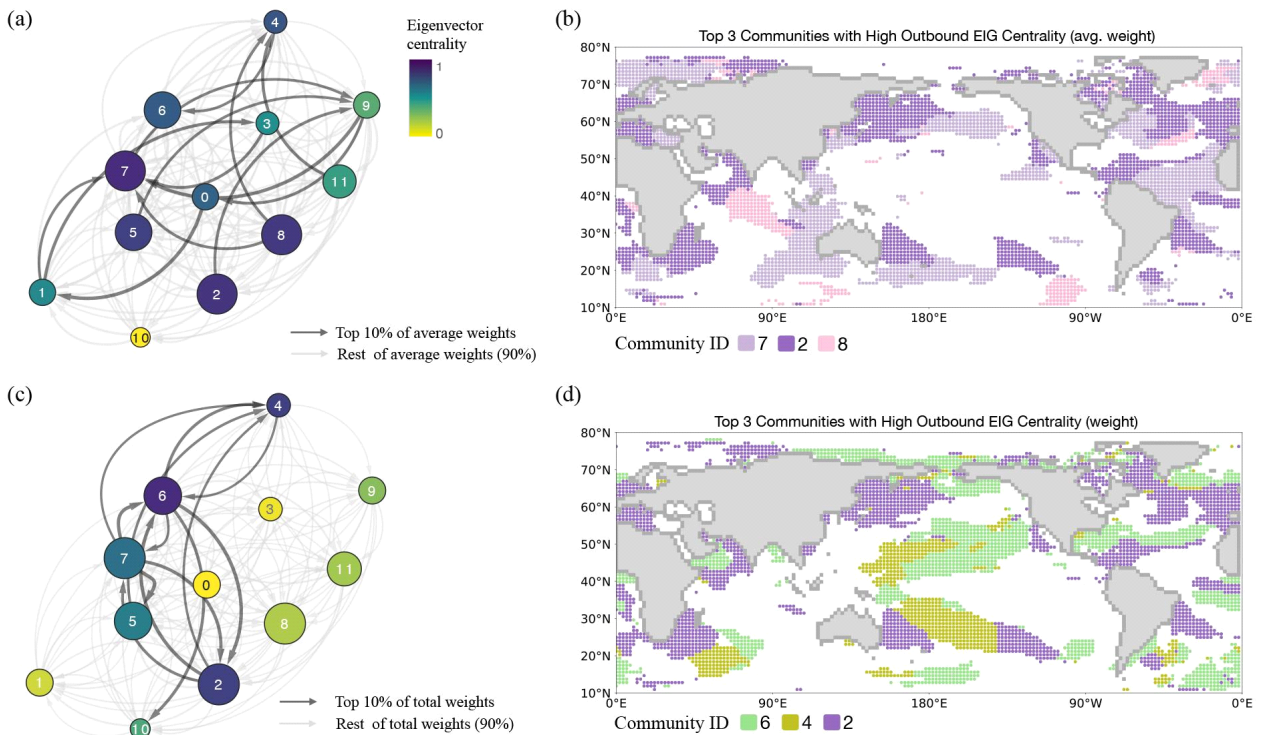 (a)
4
Eigenvector
centrality
1
0
6
9
3
7
0
11
5
8
1
2
10
Top 10% of average weights
Rest of average weights (90%)
(b)
Top 3 Communities with High Outbound EIG Centrality (avg. weight)
80°N
70°N
60°N
50°N
40°N
30°N
20°N
10°N
0°E 90°E 180°E 90°W 0°E
Community ID 7 2 8
(c)
4
6
9
3
7
11
0
5
8
1
2
10
Top 10% of total weights
Rest of total weights (90%)
(d)
Top 3 Communities with High Outbound EIG Centrality (weight)
80°N
70°N
60°N
50°N
40°N
30°N
20°N
10°N
0°E 90°E 180°E 90°W 0°E
Community ID 6 4 2